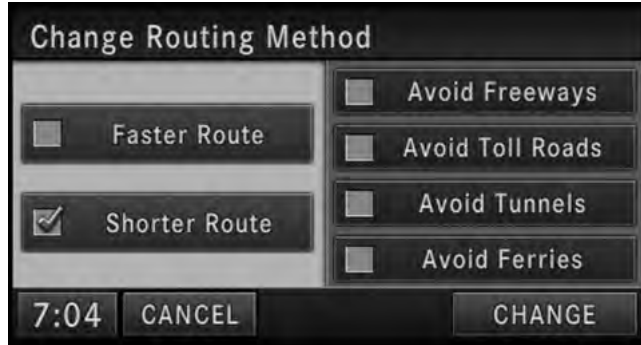 Change Routing Method
Faster Route
Shorter Route
Avoid Freeways
Avoid Toll Roads
Avoid Tunnels
Avoid Ferries
7:04 CANCEL CHANGE